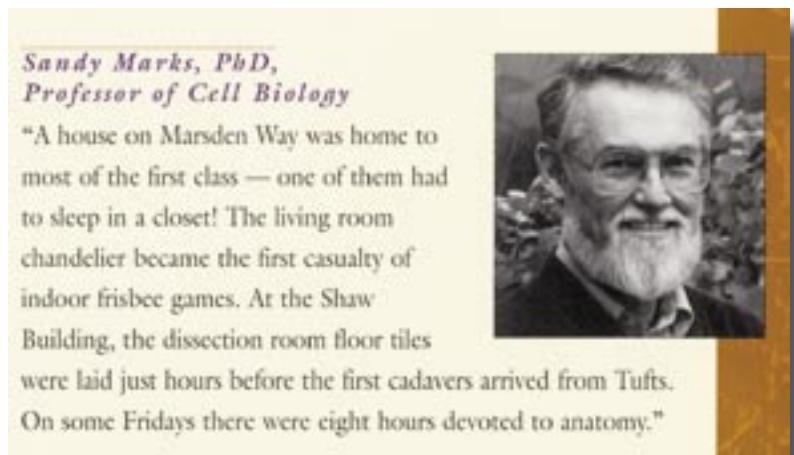 Sandy Marks, PhD,
Professor of Cell Biology
“A house on Marsden Way was home to
most of the first class — one of them had
to sleep in a closet! The living room
chandelier became the first casualty of
indoor frisbee games. At the Shaw
Building, the dissection room floor tiles
were laid just hours before the first cadavers arrived from Tufts.
On some Fridays there were eight hours devoted to anatomy.”